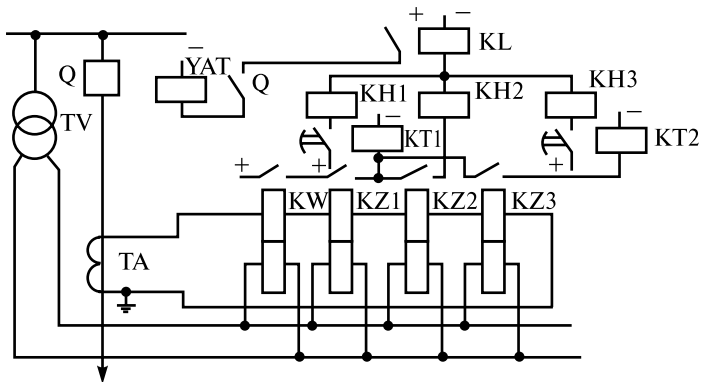 + −
KL
−
YAT
Q
Q
KH1
KH2
KH3
TV
−
KT1
−
KT2
+
+
+
KW
KZ1
KZ2
KZ3
TA